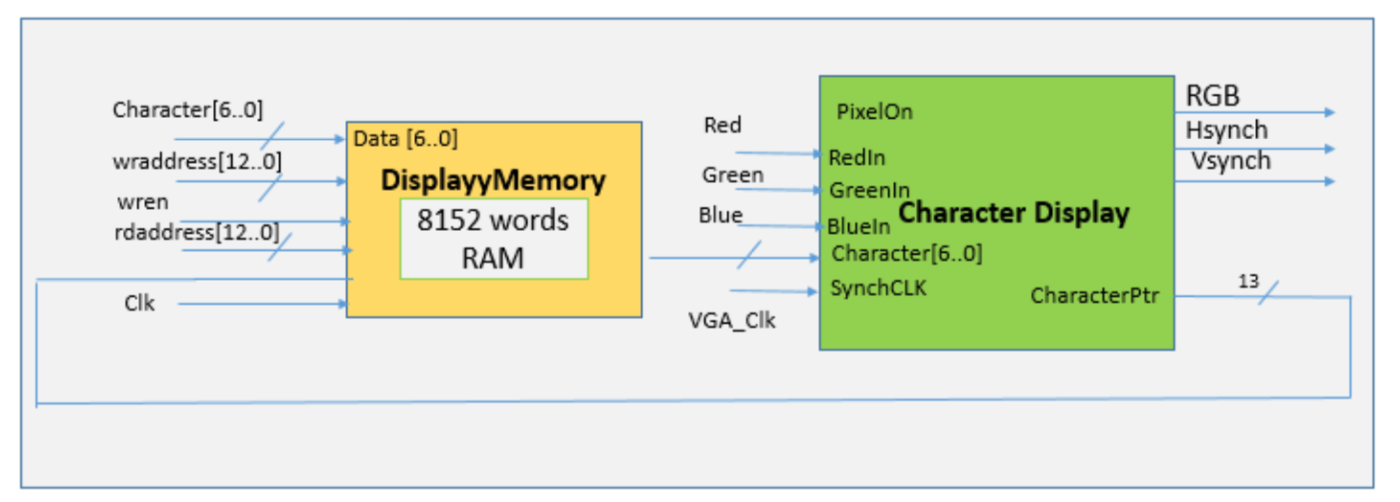 Character[6..0]
wraddress[12..0]
wren
rdaddress[12..0]
Clk
Data [6..0]
DisplayyMemory
8152 words
RAM
Red
Green
Blue
VGA_Clk
PixelOn
RedIn
GreenIn
Character Display
BlueIn
Character[6..0]
SynchCLK
CharacterPtr
RGB
Hsynch
Vsynch
13